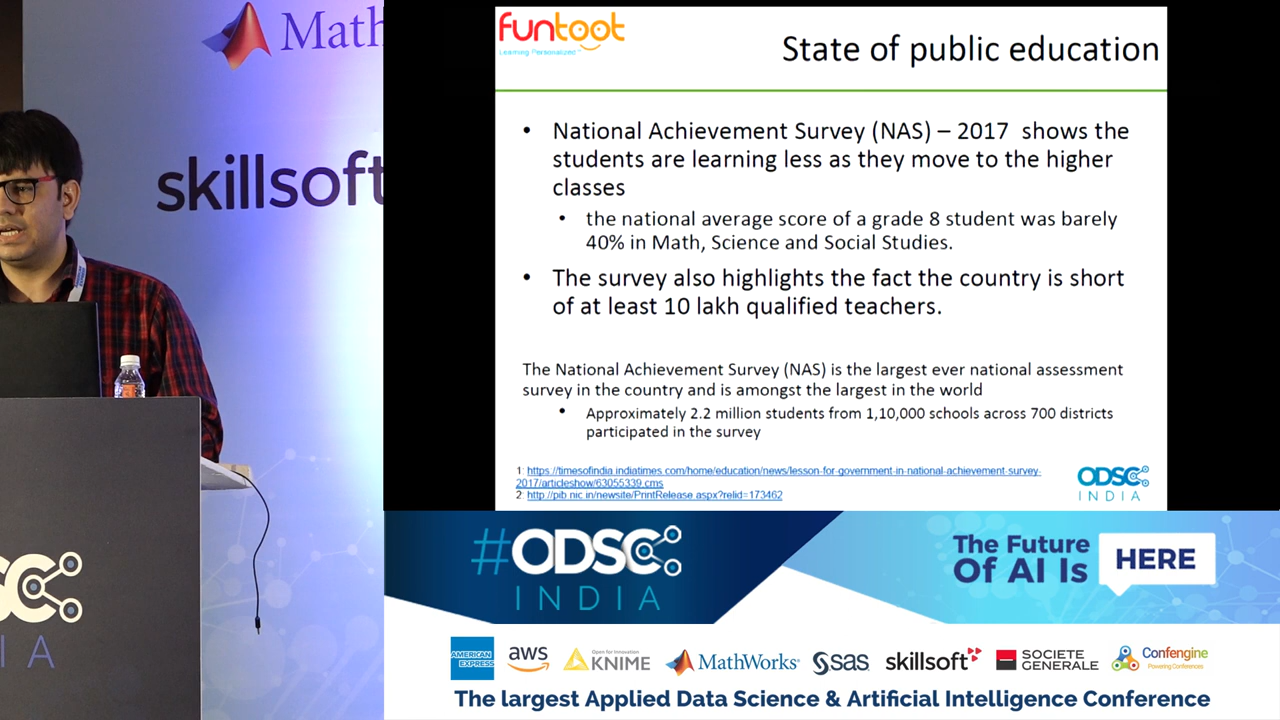 Math
skillsoft
SC
I A
funtoot
Learning Personalized
State of public education
• National Achievement Survey (NAS) – 2017 shows the
students are learning less as they move to the higher
classes
• the national average score of a grade 8 student was barely
40% in Math, Science and Social Studies.
• The survey also highlights the fact the country is short
of at least 10 lakh qualified teachers.
The National Achievement Survey (NAS) is the largest ever national assessment
survey in the country and is amongst the largest in the world
• Approximately 2.2 million students from 1,10,000 schools across 700 districts
participated in the survey
1: https://timesofindia.indiatimes.com/home/education/news/lesson-for-government-in-national-achievement-survey-
2017/articleshow/63055339.cms
2: http://pib.nic.in/newsite/PrintRelease.aspx?relid=173462
ODSC
INDIA
#ODSC
INDIA
The Future
Of AI Is HERE
AMERICAN
EXPRESS
aws
Open for Innovation
KNIME
MathWorks®
sas
skillsoft
SOCIETE
GENERALE
Confengine
Powering Conferences
The largest Applied Data Science & Artificial Intelligence Conference